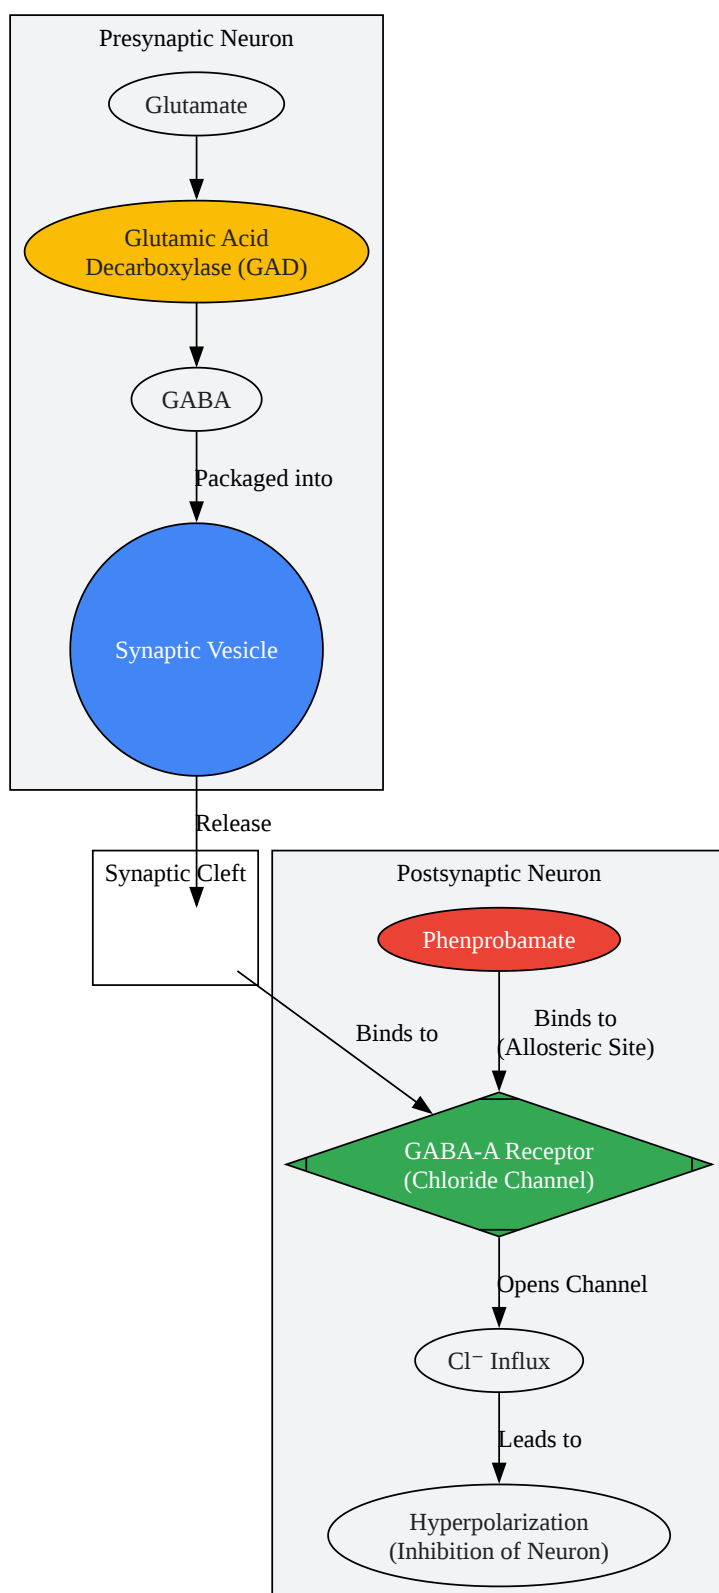 Presynaptic Neuron
Glutamate
Glutamic Acid
Decarboxylase (GAD)
GABA
Packaged into
Synaptic Vesicle
Release
Synaptic Cleft
Postsynaptic Neuron
Phenprobamate
Binds to
Binds to
(Allosteric Site)
GABA-A Receptor
(Chloride Channel)
Opens Channel
Cl⁻ Influx
Leads to
Hyperpolarization
(Inhibition of Neuron)